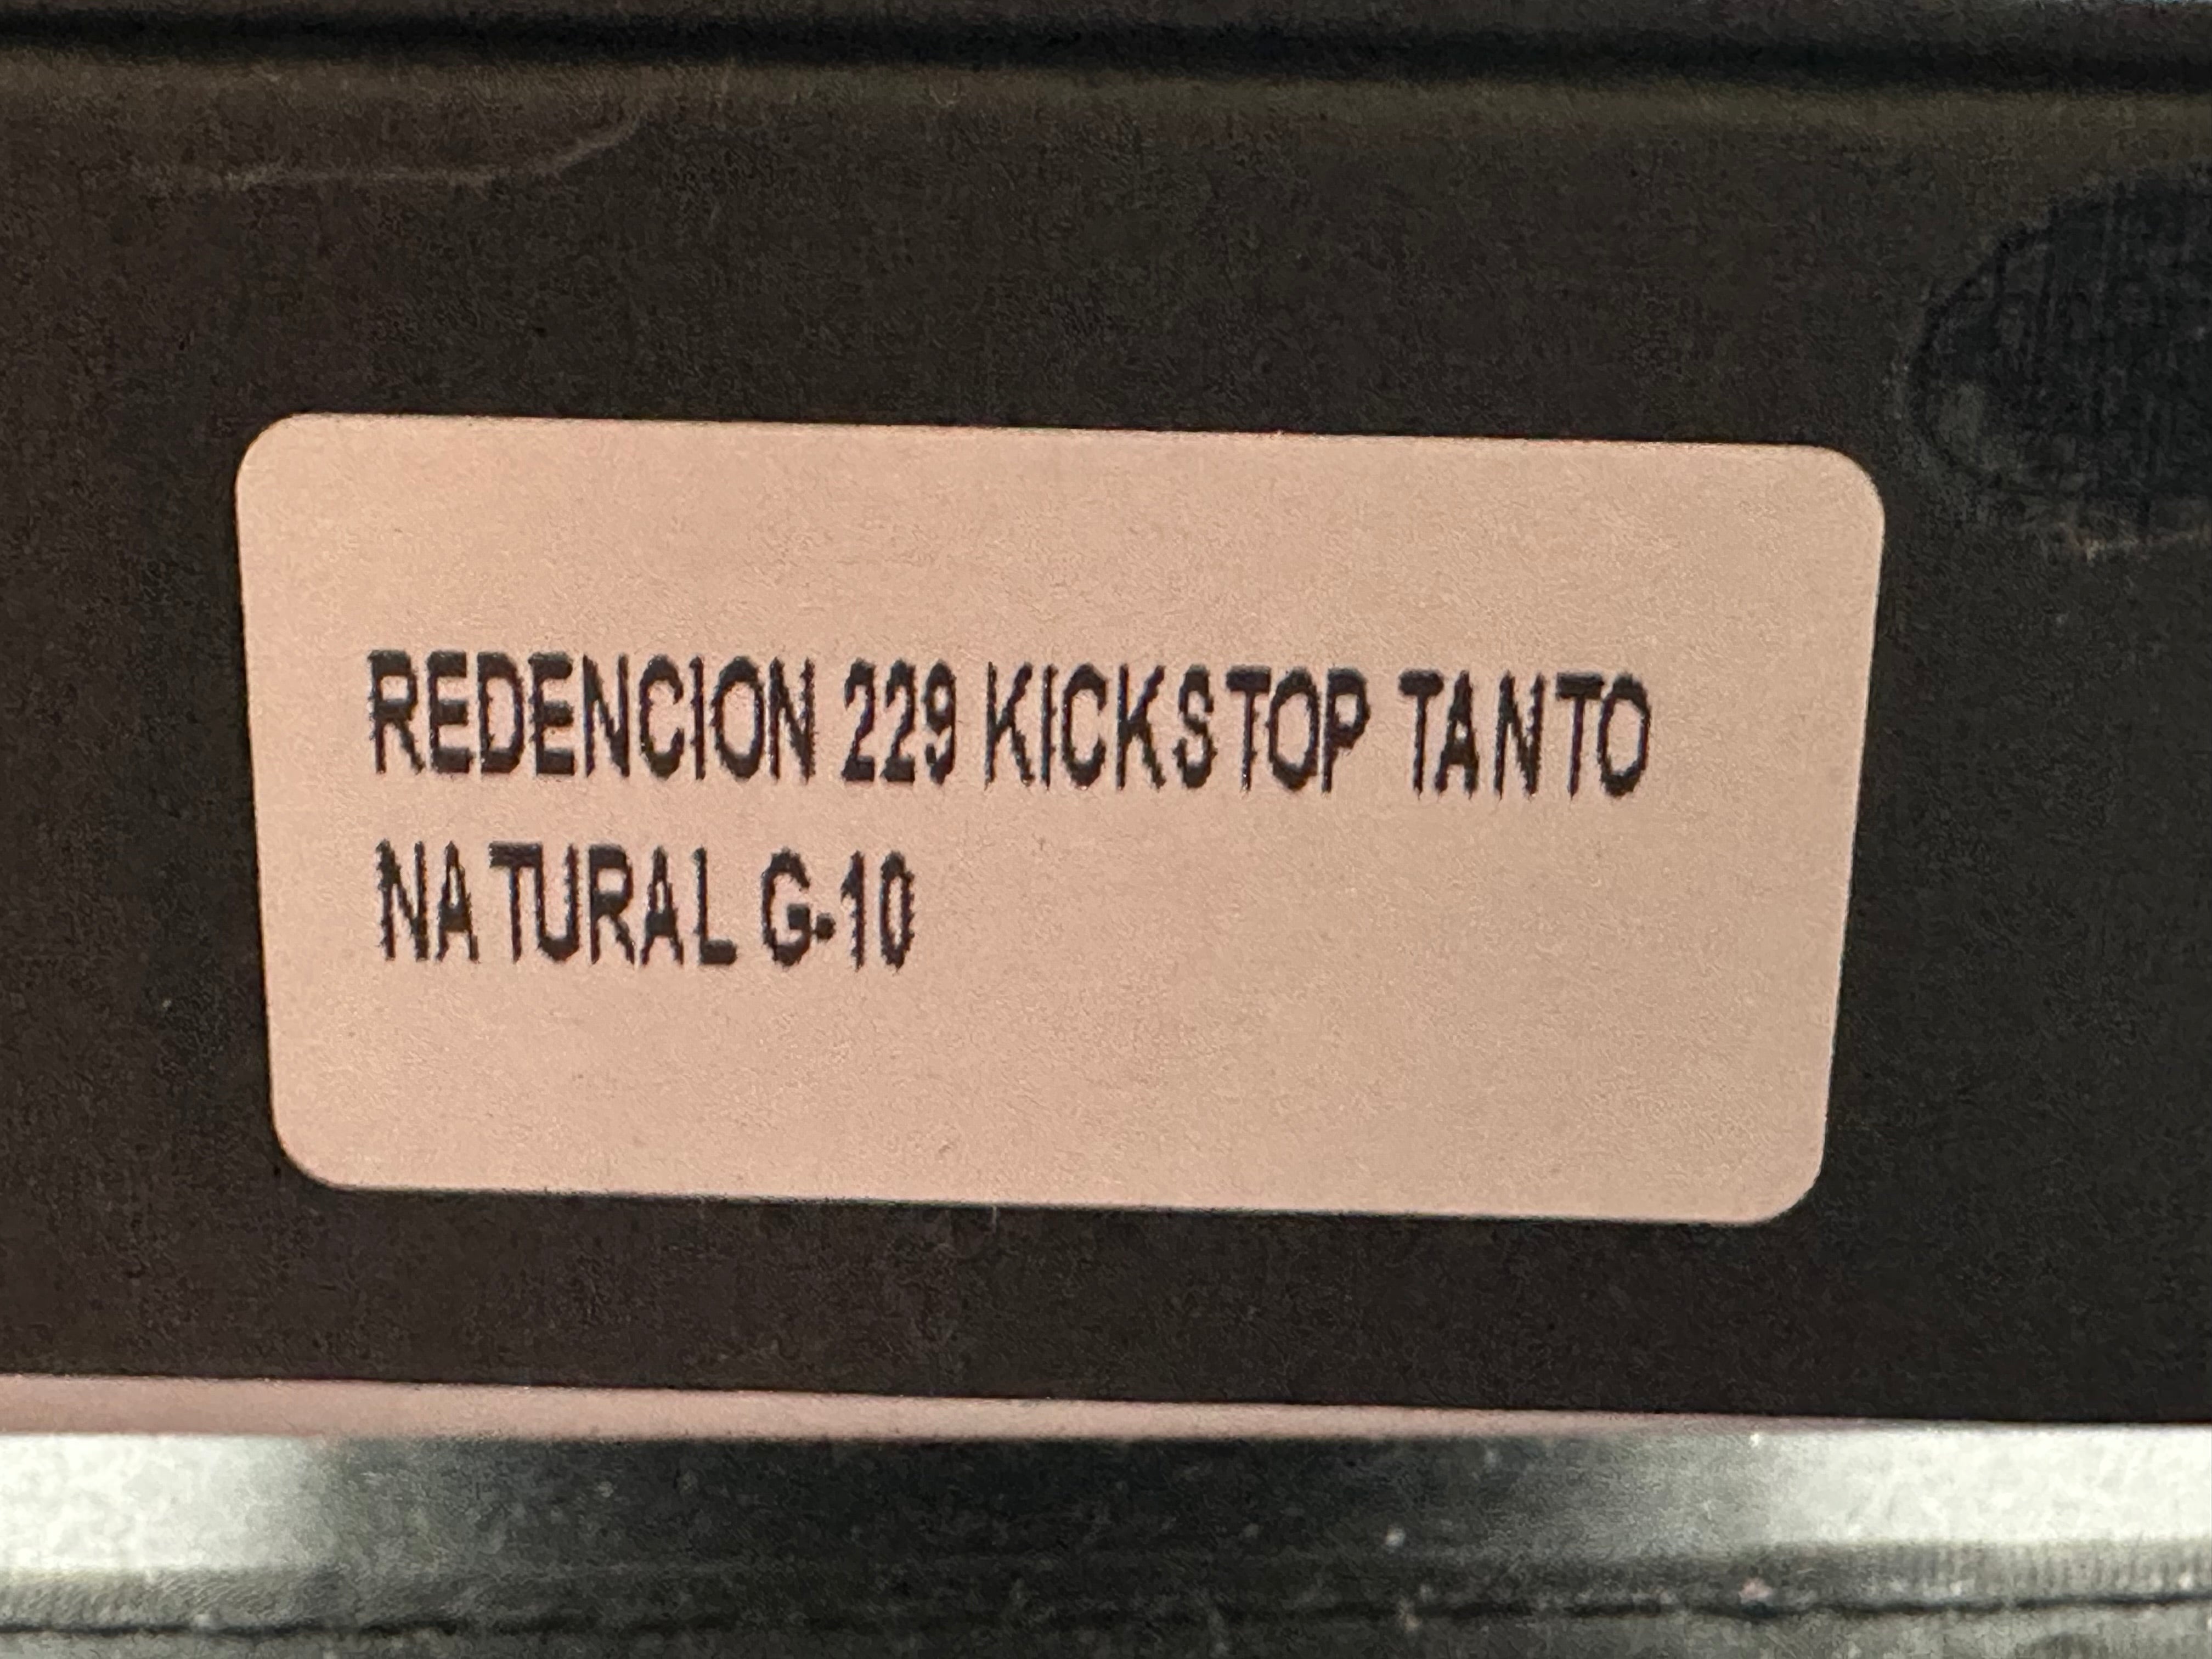 REDENCION 229 KICKSTOP TANTO
NATURAL G-10